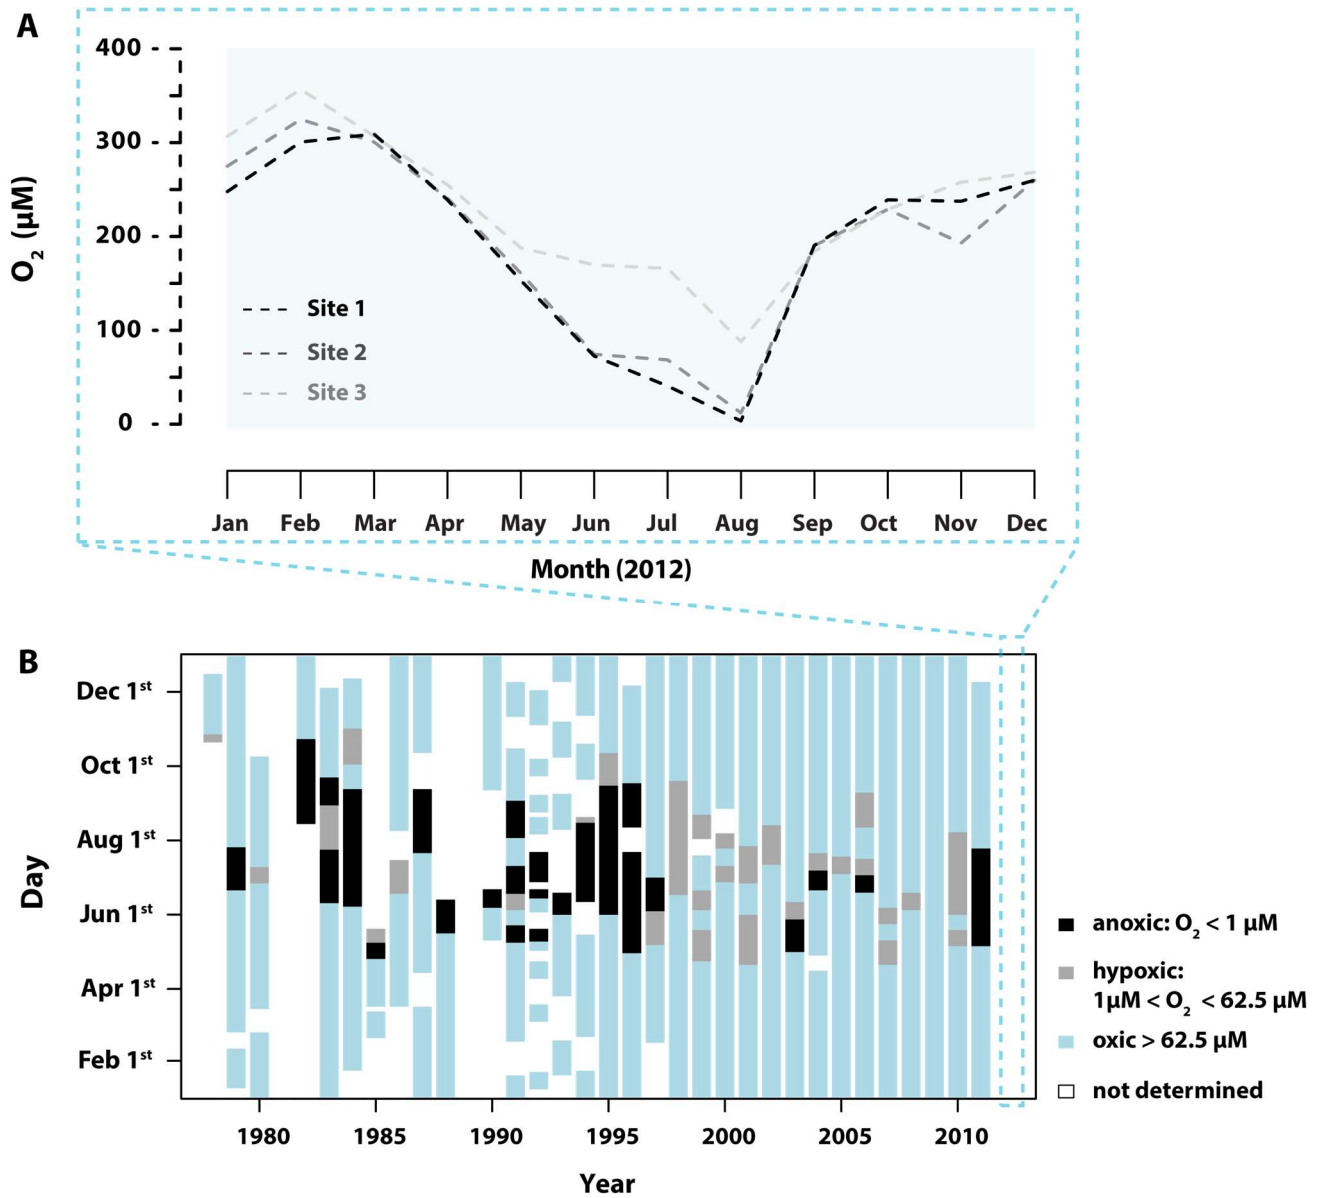 A
400
300
200
100
0
O₂ (µM)
Site 1
Site 2
Site 3
Jan Feb Mar Apr May Jun Jul Aug Sep Oct Nov Dec
Month (2012)
B
Dec 1st
Oct 1st
Aug 1st
Jun 1st
Apr 1st
Feb 1st
Day
1980 1985 1990 1995 2000 2005 2010
Year
anoxic: O₂ < 1 µM
hypoxic:
1µM < O₂ < 62.5 µM
oxic > 62.5 µM
not determined